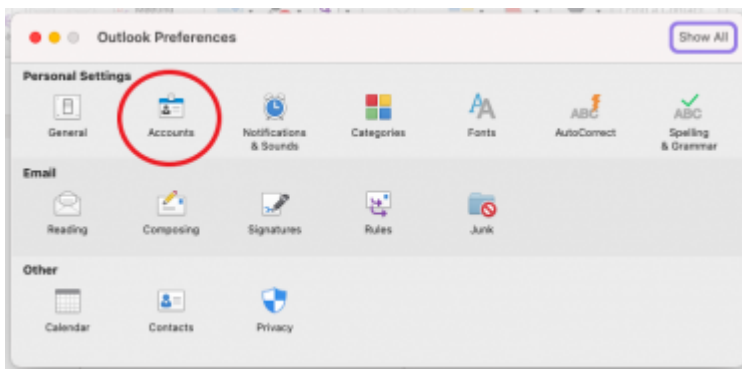 Outlook Preferences
Show All
Personal Settings
General
Accounts
Notifications
& Sounds
Categories
Fonts
AutoCorrect
Spelling
& Grammar
Email
Reading
Composing
Signatures
Rules
Junk
Other
Calendar
Contacts
Privacy